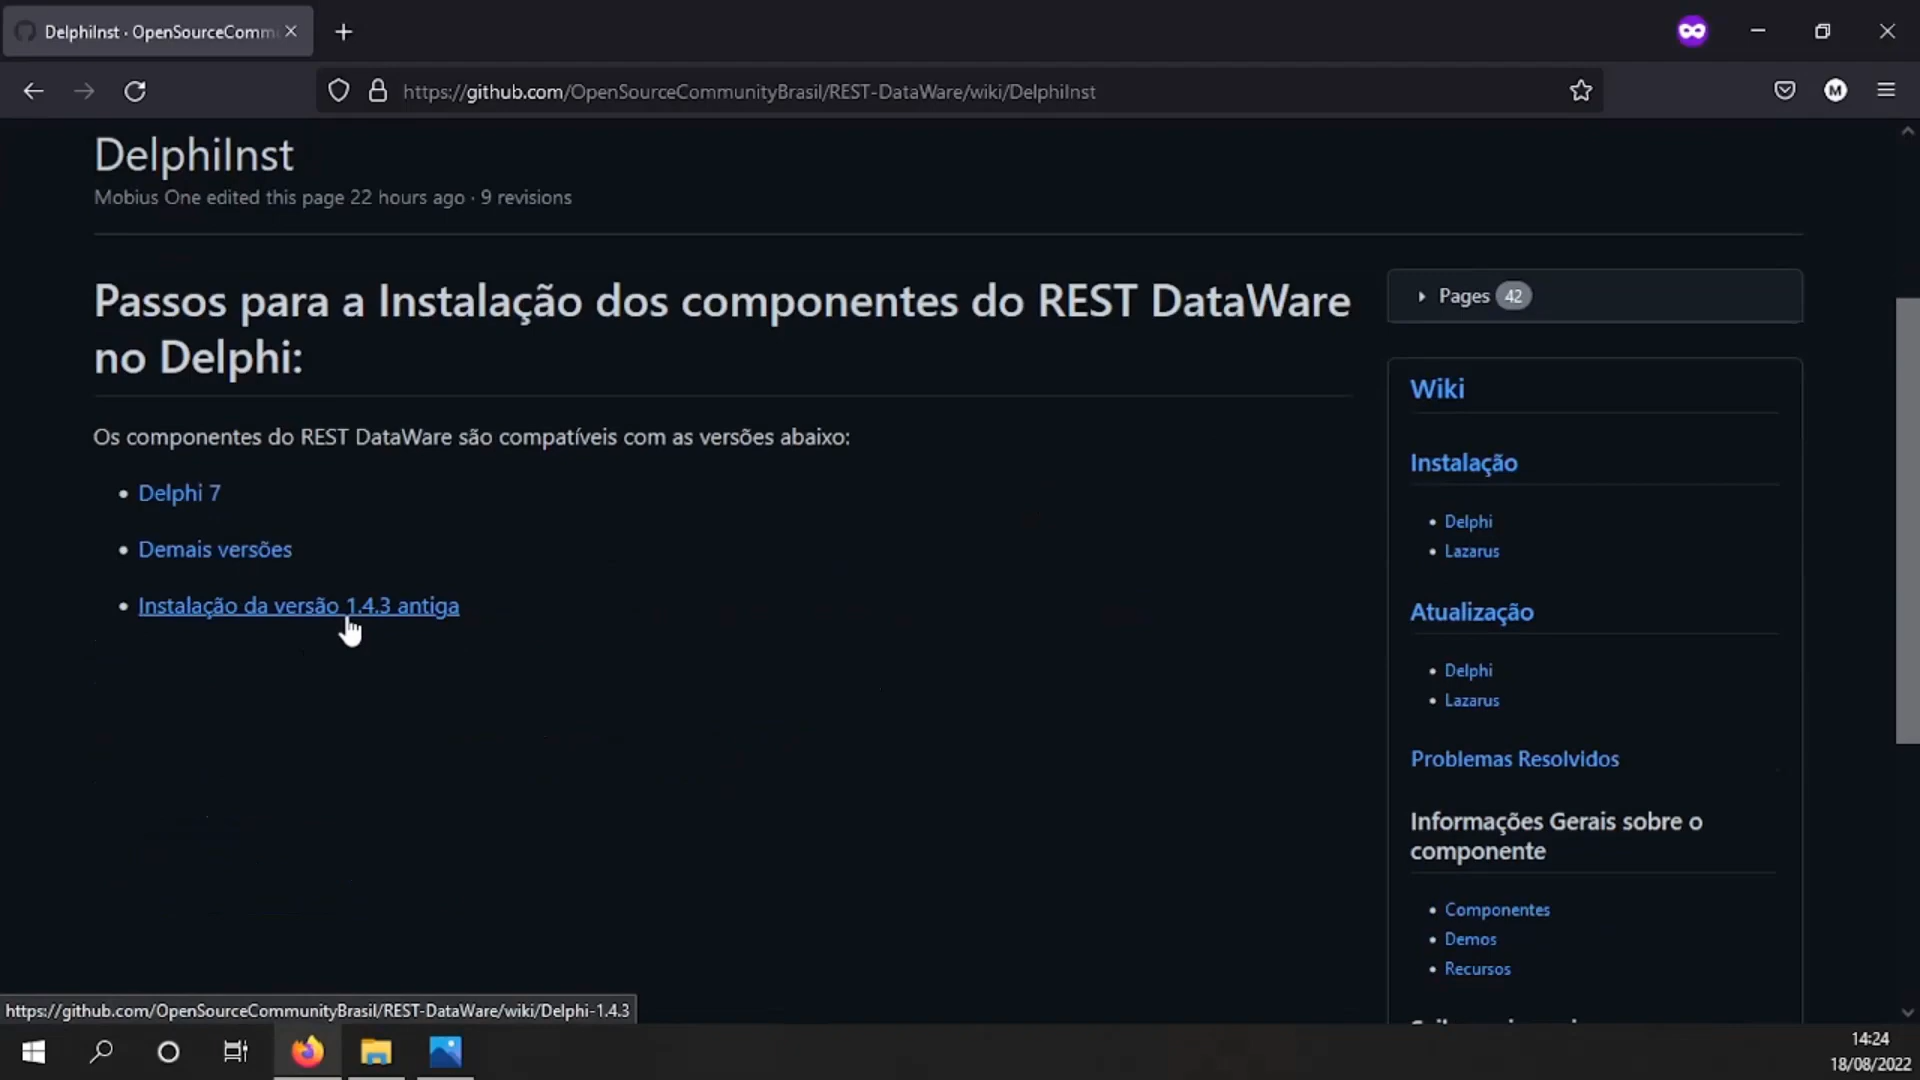 DelphiInst · OpenSourceComm
https://github.com/OpenSourceCommunityBrasil/REST-DataWare/wiki/DelphiInst
M
DelphiInst
Mobius One edited this page 22 hours ago · 9 revisions
Passos para a Instalação dos componentes do REST DataWare
no Delphi:
Os componentes do REST DataWare são compatíveis com as versões abaixo:
• Delphi 7
• Demais versões
• Instalação da versão 1.4.3 antiga
Pages 42
Wiki
Instalação
• Delphi
• Lazarus
Atualização
• Delphi
• Lazarus
Problemas Resolvidos
Informações Gerais sobre o
componente
• Componentes
• Demos
• Recursos
https://github.com/OpenSourceCommunityBrasil/REST-DataWare/wiki/Delphi-1.4.3
14:24
18/08/2022